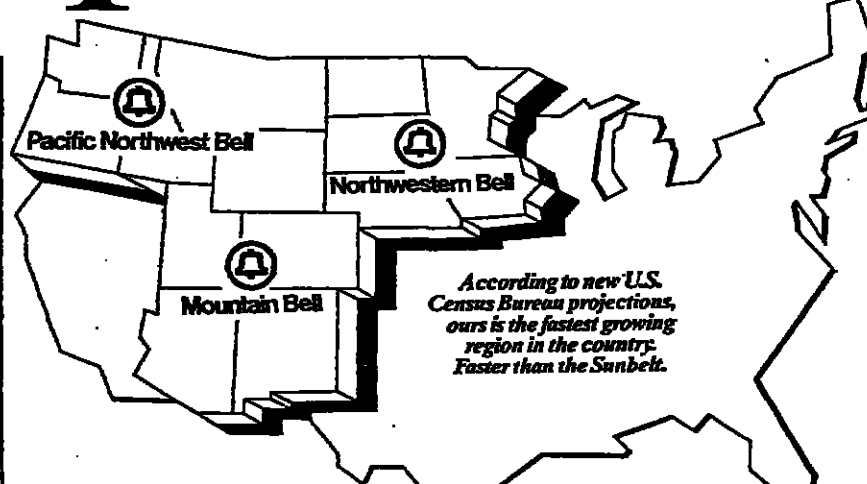 Pacific Northwest Bell
Northwestern Bell
Mountain Bell
According to new U.S.
Census Bureau projections,
ours is the fastest growing
region in the country.
Faster than the Sunbelt.